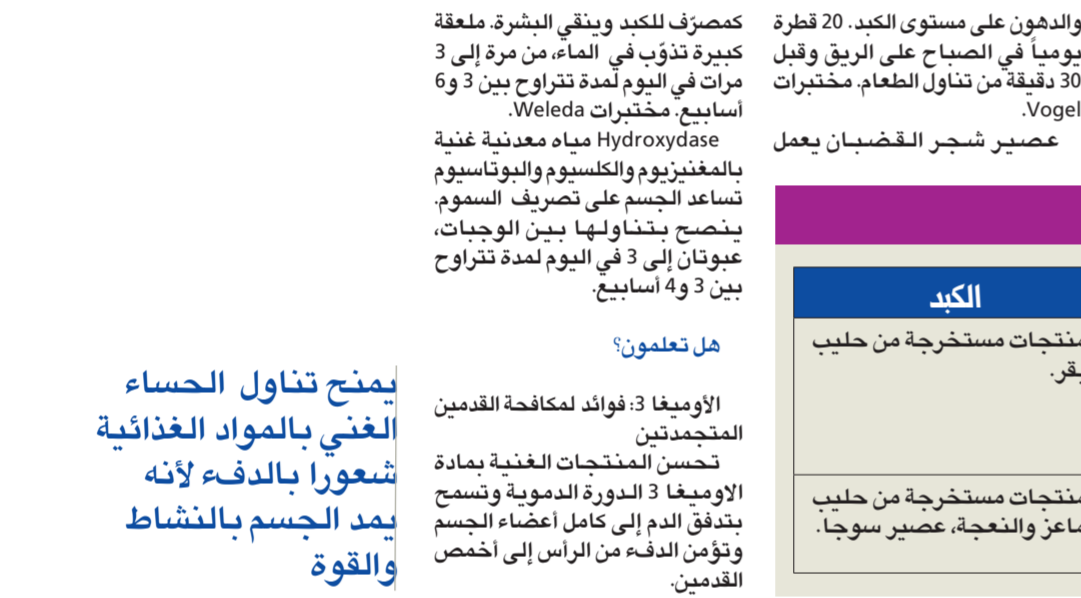 والدهون على مستوى الكبد. 20 قطرة
يومياً في الصباح على الريق وقبل
30 دقيقة من تناول الطعام. مختبرات
Vogel.
عصير شجر القضبان يعمل
الكبد
منتجات مستخرجة من حليب
بقر.
منتجات مستخرجة من حليب
ماعز والنعجة، عصير سوجا.
كمصرّف للكبد وينقي البشرة. ملعقة
كبيرة تذوّب في الماء، من مرة إلى 3
مرات في اليوم لمدة تتراوح بين 3 و6
أسابيع. مختبرات Weleda.
Hydroxydase مياه معدنية غنية
بالمغنيزيوم والكلسيوم والبوتاسيوم
تساعد الجسم على تصريف السموم.
ينصح بتناولها بين الوجبات،
عبوتان إلى 3 في اليوم لمدة تتراوح
بين 3 و4 أسابيع.
هل تعلمون؟
الأوميغا 3: فوائد لمكافحة القدمين
المتجمدتين
تحسن المنتجات الغنية بمادة
الاوميغا 3 الدورة الدموية وتسمح
بتدفق الدم إلى كامل أعضاء الجسم
وتؤمن الدفء من الرأس إلى أخمص
القدمين.
يمنح تناول الحساء
الغني بالمواد الغذائية
شعورا بالدفء لأنه
يمد الجسم بالنشاط
والقوة